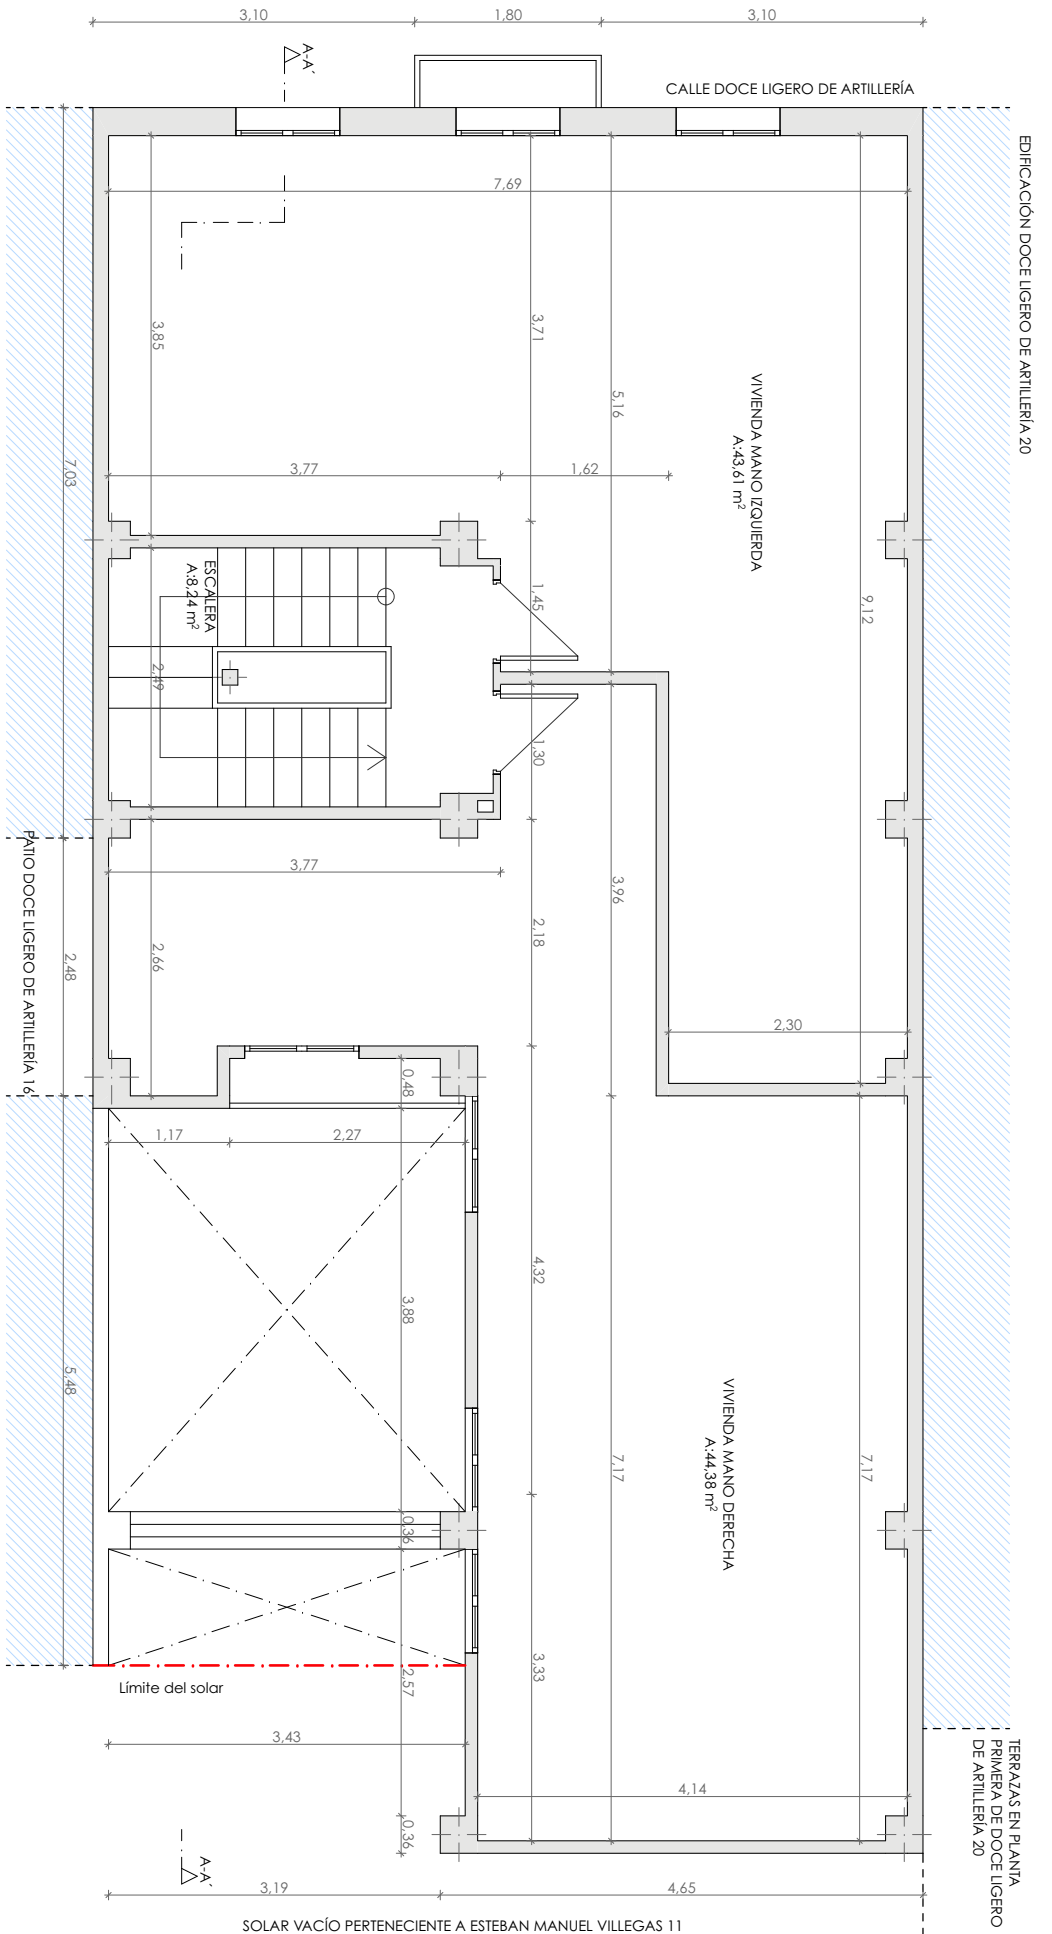 3,10
1,80
3,10
A-A´
CALLE DOCE LIGERO DE ARTILLERÍA
EDIFICACIÓN DOCE LIGERO DE ARTILLERÍA 20
7,69
3,85
3,71
5,16
VIVIENDA MANO IZQUIERDA
A:43,61 m²
7,03
3,77
1,62
ESCALERA
A:8,24 m²
1,45
9,12
2,49
1,30
PATIO DOCE LIGERO DE ARTILLERÍA 16
3,77
3,96
2,48
2,66
2,18
2,30
0,48
1,17
2,27
4,32
3,88
5,48
VIVIENDA MANO DERECHA
A:44,38 m²
7,17
7,17
0,36
2,57
3,33
Límite del solar
3,43
TERRAZAS EN PLANTA
PRIMERA DE DOCE LIGERO
DE ARTILLERÍA 20
4,14
0,36
A-A´
3,19
4,65
SOLAR VACÍO PERTENECIENTE A ESTEBAN MANUEL VILLEGAS 11